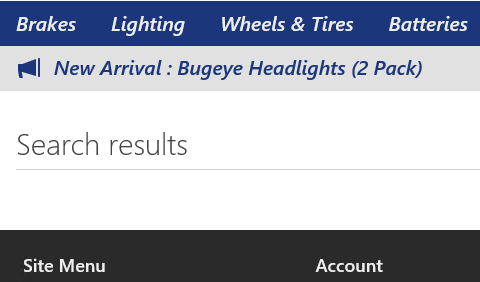 Brakes Lighting Wheels & Tires Batteries
New Arrival : Bugeye Headlights (2 Pack)
Search results
Site Menu Account